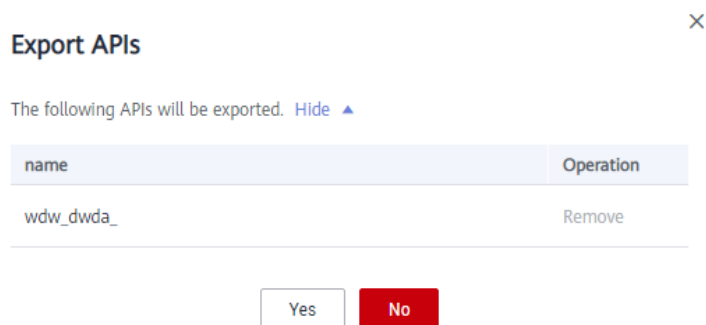 Export APIs
The following APIs will be exported. Hide
name Operation
wdw_dwda_ Remove
Yes No